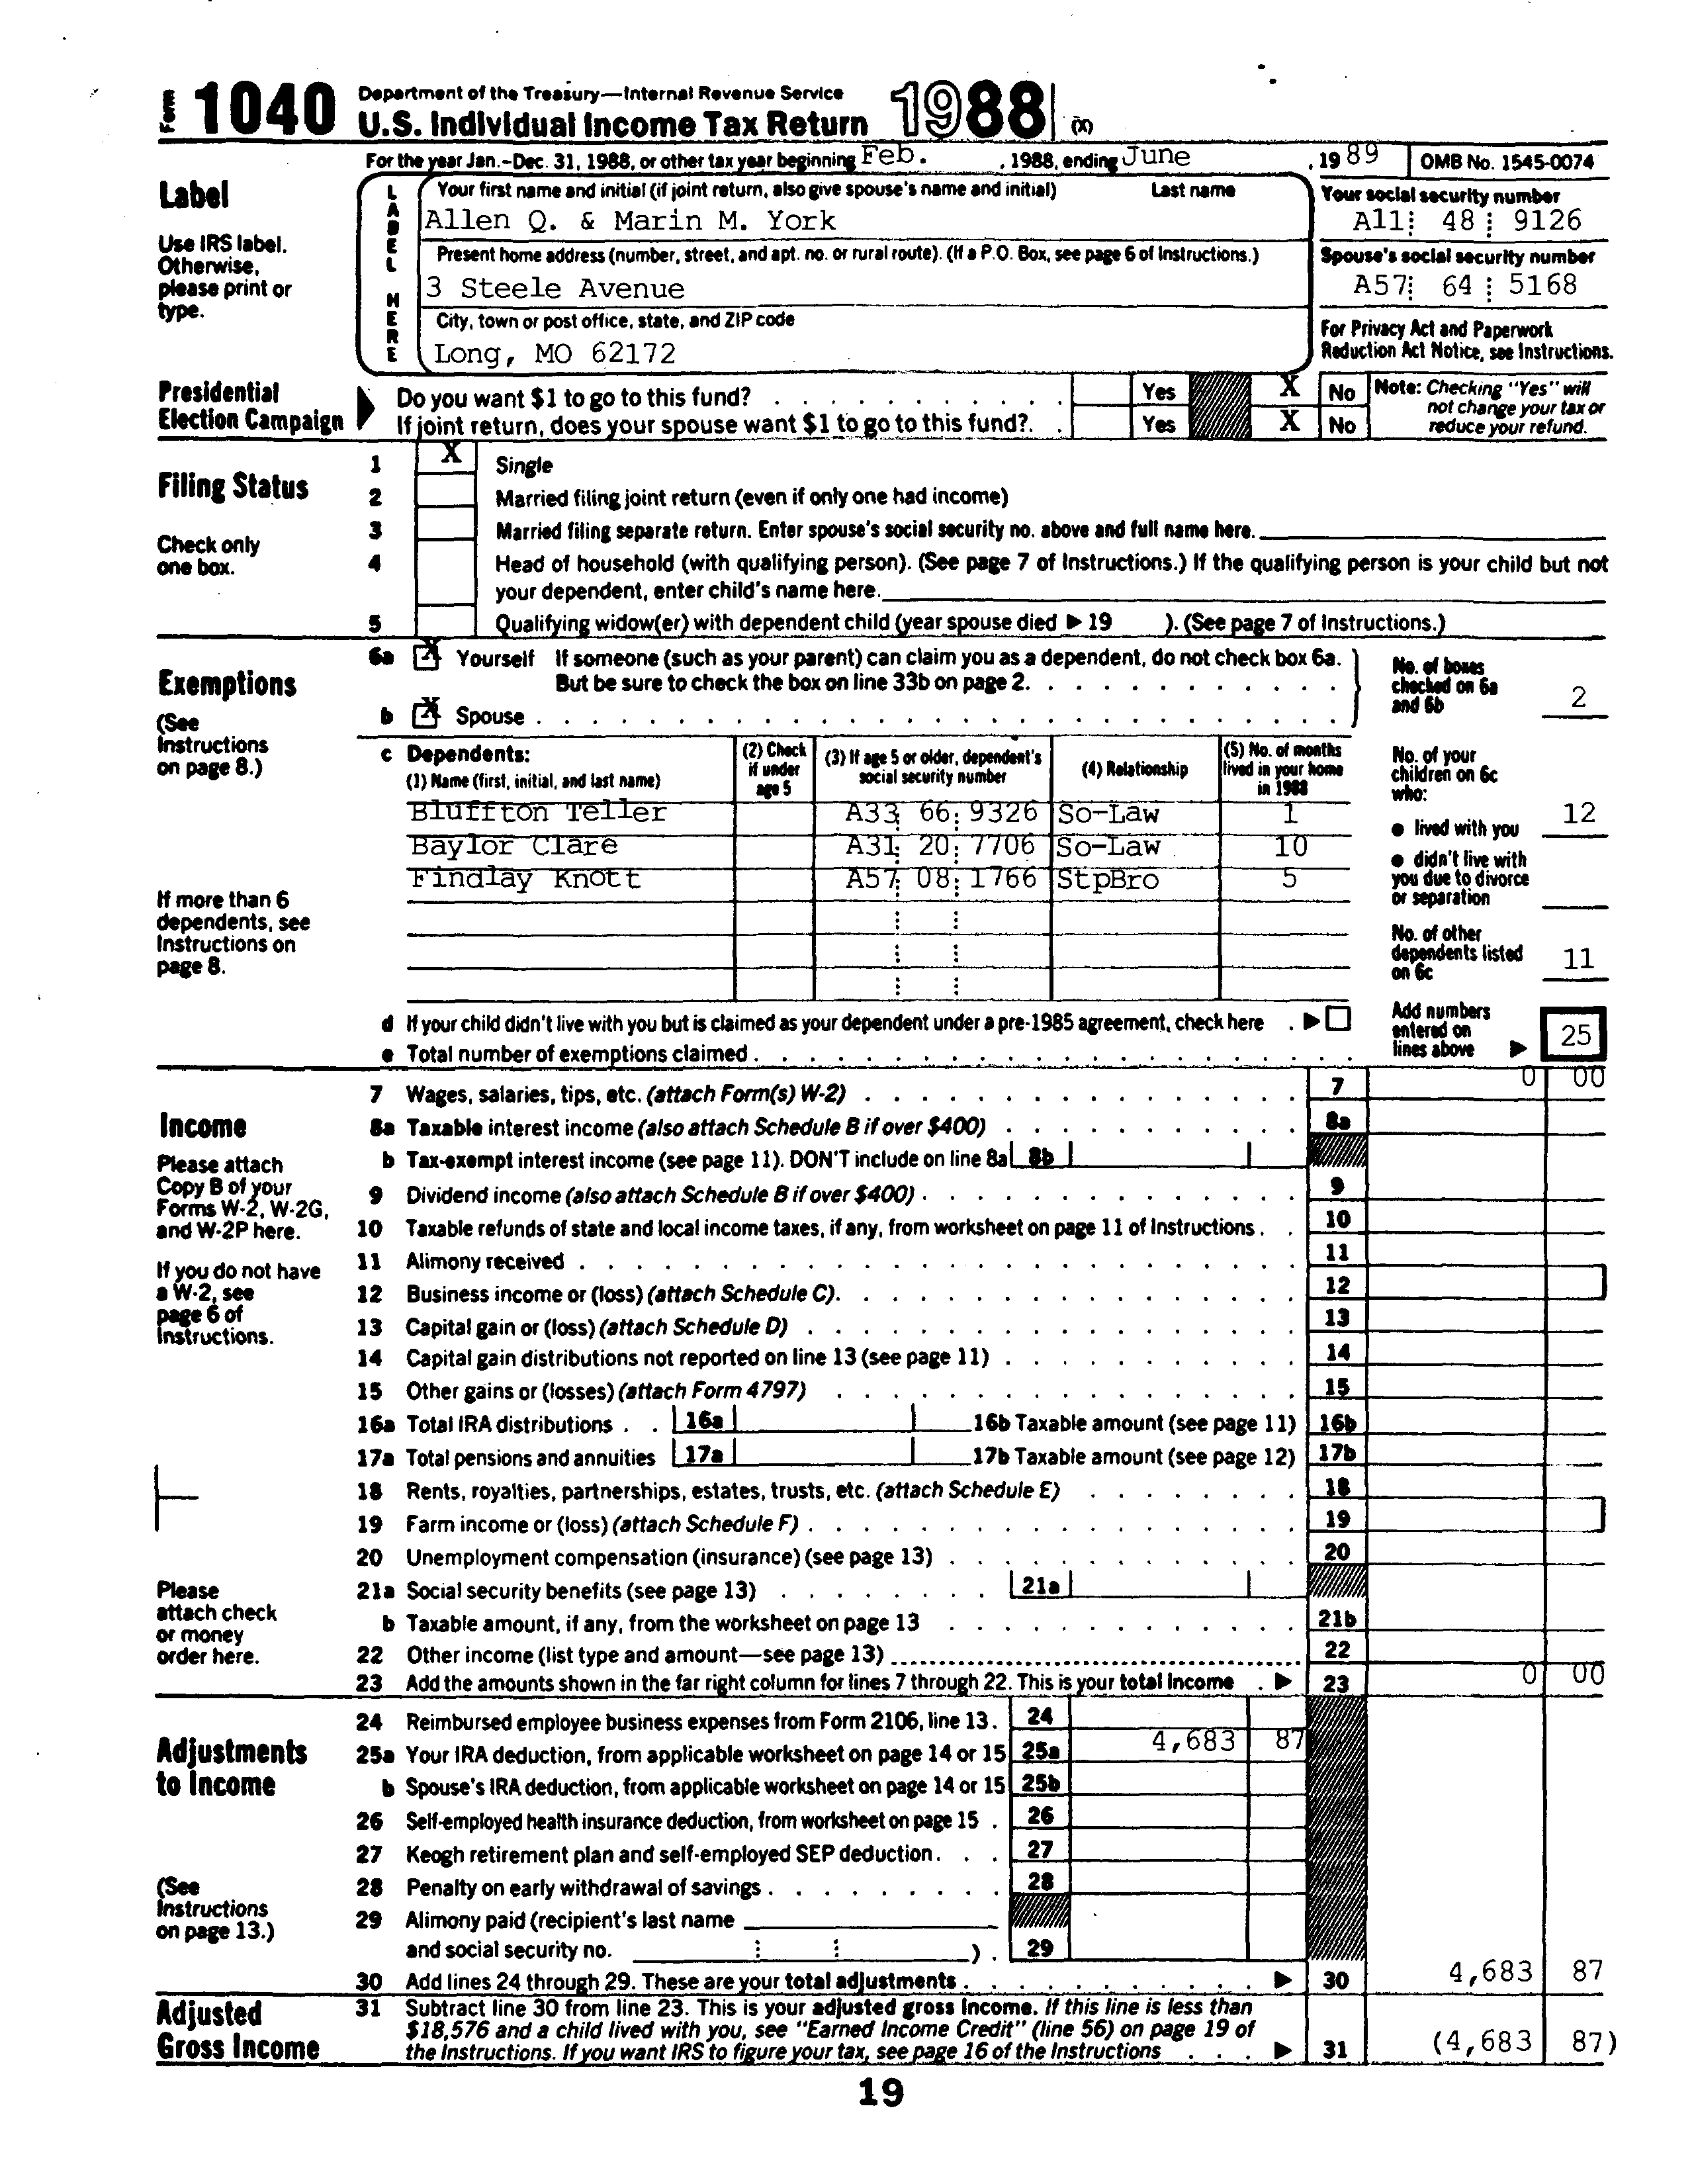 Form 1040 Department of the Treasury—Internal Revenue Service
U.S. Individual Income Tax Return 1988 (X)
For the year Jan.-Dec. 31, 1988, or other tax year beginning Feb. , 1988, ending June , 19 89 OMB No. 1545-0074
Label
Use IRS label.
Otherwise,
please print or
type.
LABEL HERE
Your first name and initial (if joint return, also give spouse's name and initial) Last name
Allen Q. & Marin M. York
Present home address (number, street, and apt. no. or rural route). (If a P.O. Box, see page 6 of Instructions.)
3 Steele Avenue
City, town or post office, state, and ZIP code
Long, MO 62172
Your social security number
A11 48 9126
Spouse's social security number
A57 64 5168
For Privacy Act and Paperwork
Reduction Act Notice, see Instructions.
Presidential
Election Campaign
Do you want $1 to go to this fund? Yes X No
If joint return, does your spouse want $1 to go to this fund?. Yes X No
Note: Checking "Yes" will
not change your tax or
reduce your refund.
Filing Status
Check only
one box.
1 X Single
2 Married filing joint return (even if only one had income)
3 Married filing separate return. Enter spouse's social security no. above and full name here.
4 Head of household (with qualifying person). (See page 7 of Instructions.) If the qualifying person is your child but not
your dependent, enter child's name here.
5 Qualifying widow(er) with dependent child (year spouse died ▶ 19 ). (See page 7 of Instructions.)
Exemptions
(See
Instructions
on page 8.)
If more than 6
dependents, see
Instructions on
page 8.
6a X Yourself If someone (such as your parent) can claim you as a dependent, do not check box 6a.
But be sure to check the box on line 33b on page 2.
b X Spouse
No. of boxes
checked on 6a
and 6b 2
c Dependents:
(1) Name (first, initial, and last name)
(2) Check
if under
age 5
(3) If age 5 or older, dependent's
social security number
(4) Relationship
(5) No. of months
lived in your home
in 1988
Bluffton Teller A33 66 9326 So-Law 1
Baylor Clare A31 20 7706 So-Law 10
Findlay Knott A57 08 1766 StpBro 5
No. of your
children on 6c
who:
● lived with you 12
● didn't live with
you due to divorce
or separation
No. of other
dependents listed
on 6c 11
d If your child didn't live with you but is claimed as your dependent under a pre-1985 agreement, check here ▶
e Total number of exemptions claimed
Add numbers
entered on
lines above ▶ 25
Income
Please attach
Copy B of your
Forms W-2, W-2G,
and W-2P here.
If you do not have
a W-2, see
page 6 of
Instructions.
Please
attach check
or money
order here.
7 Wages, salaries, tips, etc. (attach Form(s) W-2) 7 0 00
8a Taxable interest income (also attach Schedule B if over $400) 8a
b Tax-exempt interest income (see page 11). DON'T include on line 8a 8b
9 Dividend income (also attach Schedule B if over $400) 9
10 Taxable refunds of state and local income taxes, if any, from worksheet on page 11 of Instructions 10
11 Alimony received 11
12 Business income or (loss) (attach Schedule C). 12
13 Capital gain or (loss) (attach Schedule D) 13
14 Capital gain distributions not reported on line 13 (see page 11) 14
15 Other gains or (losses) (attach Form 4797) 15
16a Total IRA distributions 16a 16b Taxable amount (see page 11) 16b
17a Total pensions and annuities 17a 17b Taxable amount (see page 12) 17b
18 Rents, royalties, partnerships, estates, trusts, etc. (attach Schedule E) 18
19 Farm income or (loss) (attach Schedule F) 19
20 Unemployment compensation (insurance) (see page 13) 20
21a Social security benefits (see page 13) 21a
b Taxable amount, if any, from the worksheet on page 13 21b
22 Other income (list type and amount—see page 13) 22
23 Add the amounts shown in the far right column for lines 7 through 22. This is your total income ▶ 23 0 00
Adjustments
to Income
(See
Instructions
on page 13.)
24 Reimbursed employee business expenses from Form 2106, line 13. 24
25a Your IRA deduction, from applicable worksheet on page 14 or 15 25a 4,683 87
b Spouse's IRA deduction, from applicable worksheet on page 14 or 15 25b
26 Self-employed health insurance deduction, from worksheet on page 15 26
27 Keogh retirement plan and self-employed SEP deduction 27
28 Penalty on early withdrawal of savings 28
29 Alimony paid (recipient's last name
and social security no. ) 29
30 Add lines 24 through 29. These are your total adjustments ▶ 30 4,683 87
Adjusted
Gross Income
31 Subtract line 30 from line 23. This is your adjusted gross income. If this line is less than
$18,576 and a child lived with you, see "Earned Income Credit" (line 56) on page 19 of
the Instructions. If you want IRS to figure your tax, see page 16 of the Instructions ▶ 31 (4,683 87)
19